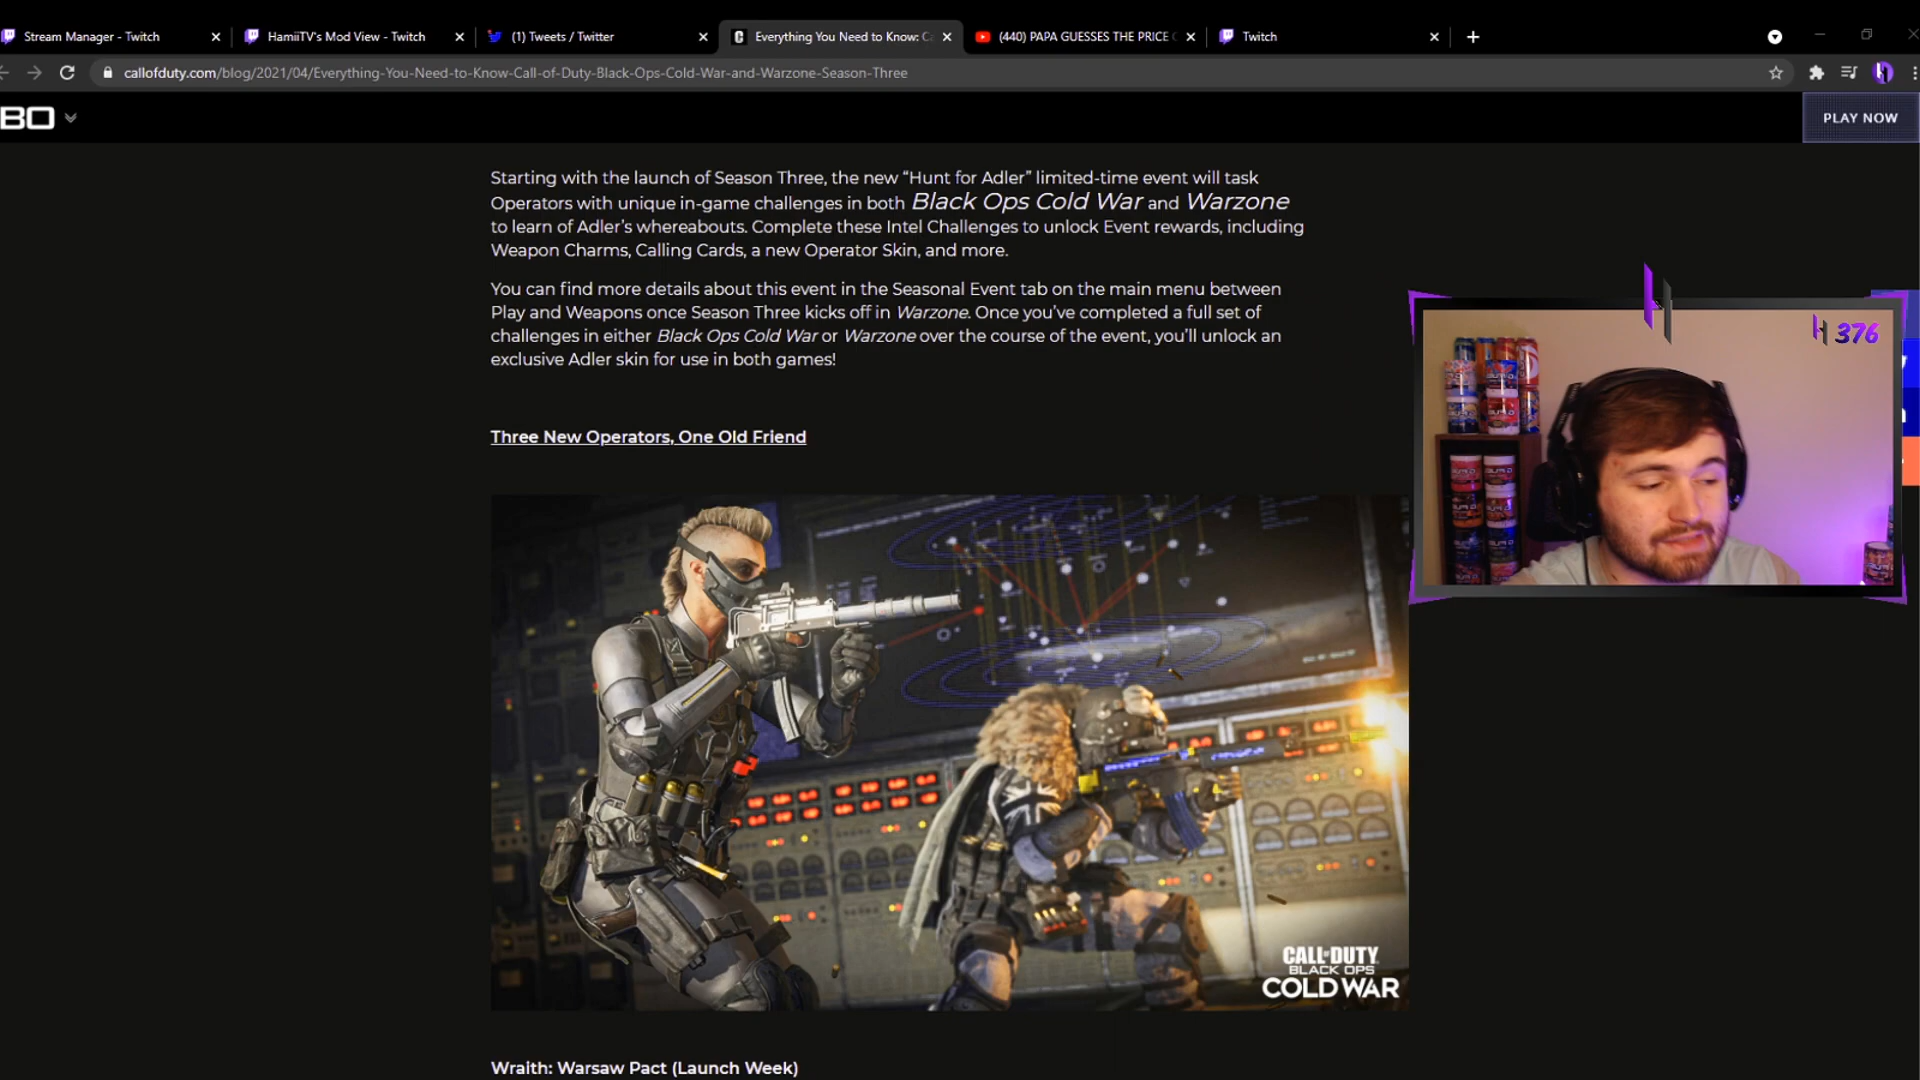 Stream Manager - Twitch
HamiiTV's Mod View - Twitch
(1) Tweets / Twitter
Everything You Need to Know: Ca
(440) PAPA GUESSES THE PRICE
Twitch
callofduty.com/blog/2021/04/Everything-You-Need-to-Know-Call-of-Duty-Black-Ops-Cold-War-and-Warzone-Season-Three
BO
PLAY NOW
Starting with the launch of Season Three, the new “Hunt for Adler” limited-time event will task
Operators with unique in-game challenges in both Black Ops Cold War and Warzone
to learn of Adler’s whereabouts. Complete these Intel Challenges to unlock Event rewards, including
Weapon Charms, Calling Cards, a new Operator Skin, and more.
You can find more details about this event in the Seasonal Event tab on the main menu between
Play and Weapons once Season Three kicks off in Warzone. Once you’ve completed a full set of
challenges in either Black Ops Cold War or Warzone over the course of the event, you’ll unlock an
exclusive Adler skin for use in both games!
376
Three New Operators, One Old Friend
CALL OF DUTY
BLACK OPS
COLD WAR
Wraith: Warsaw Pact (Launch Week)